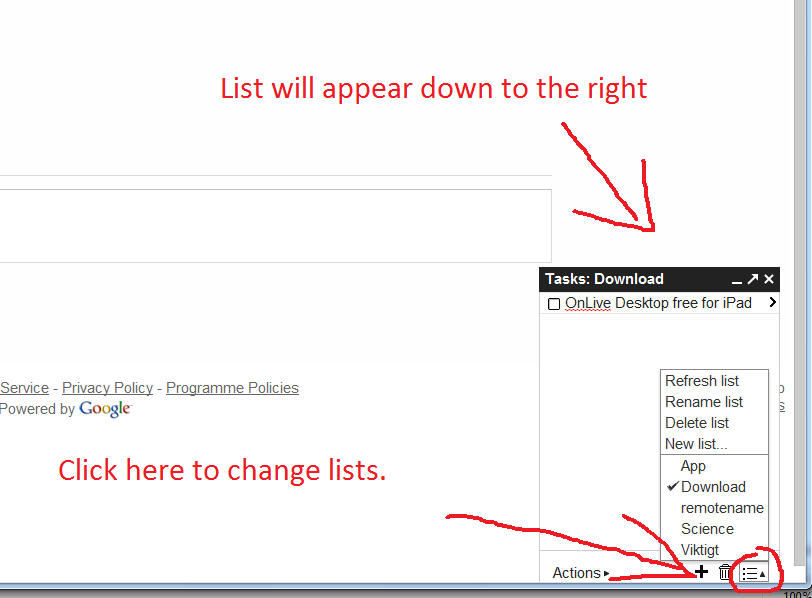 List will appear down to the right
Tasks: Download
OnLive Desktop free for iPad
Refresh list
Service - Privacy Policy - Programme Policies
Rename list
Powered by Google
Delete list
New list...
App
Click here to change lists.
Download
remotename
Science
Viktigt
Actions
100%